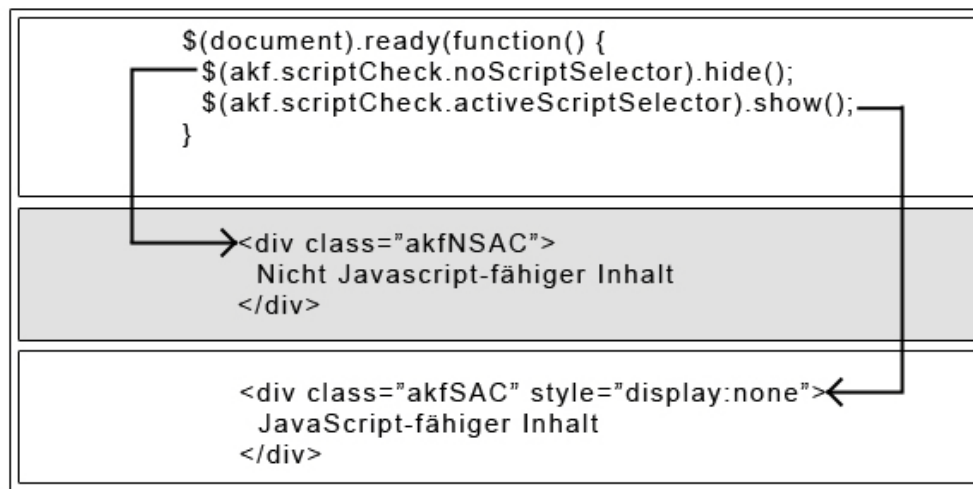 $(document).ready(function() {
$(akf.scriptCheck.noScriptSelector).hide();
$(akf.scriptCheck.activeScriptSelector).show();
}
<div class=”akfNSAC”>
Nicht Javascript-fähiger Inhalt
</div>
<div class=”akfSAC” style=”display:none”>
JavaScript-fähiger Inhalt
</div>